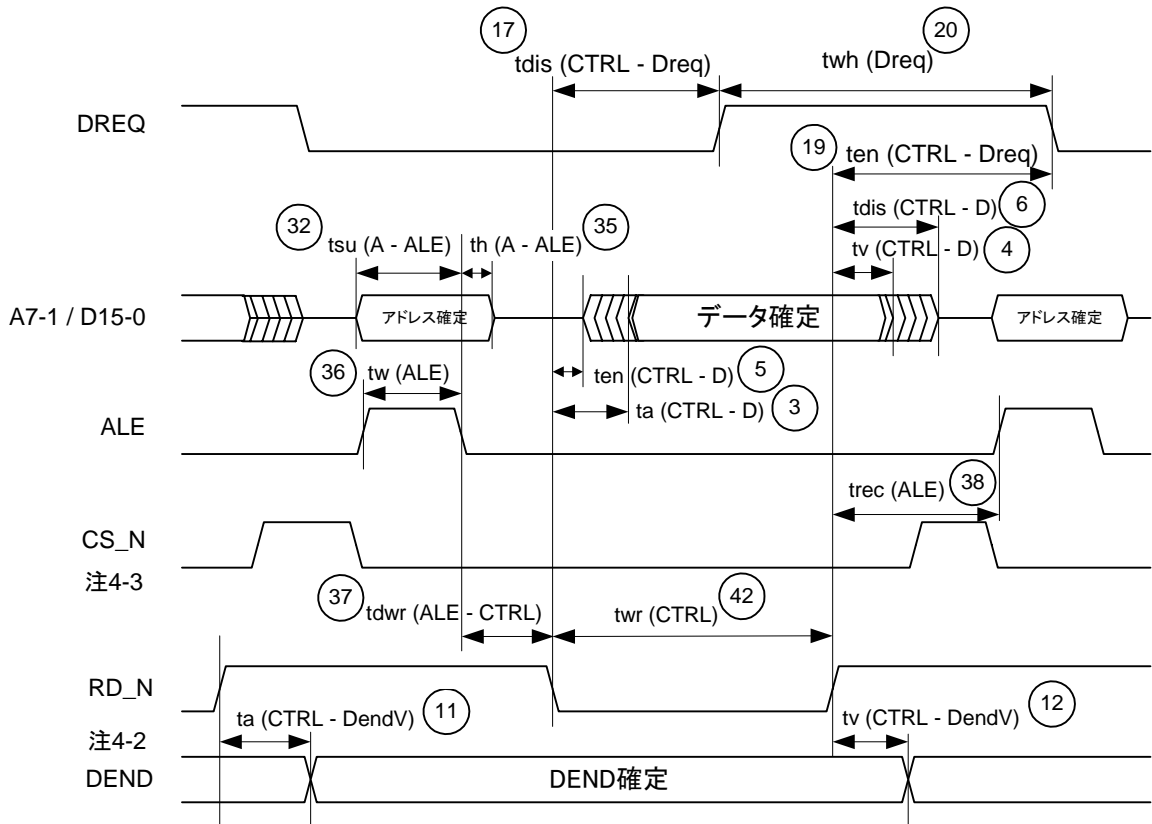 17
20
tdis (CTRL - Dreq)
twh (Dreq)
DREQ
19
ten (CTRL - Dreq)
tdis (CTRL - D)
6
32
tsu (A - ALE)
th (A - ALE)
35
tv (CTRL - D)
4
A7-1 / D15-0
アドレス確定
データ確定
アドレス確定
36
tw (ALE)
ten (CTRL - D)
5
ta (CTRL - D)
3
ALE
trec (ALE)
38
CS_N
注4-3
37
tdwr (ALE - CTRL)
twr (CTRL)
42
RD_N
ta (CTRL - DendV)
11
tv (CTRL - DendV)
12
注4-2
DEND
DEND確定